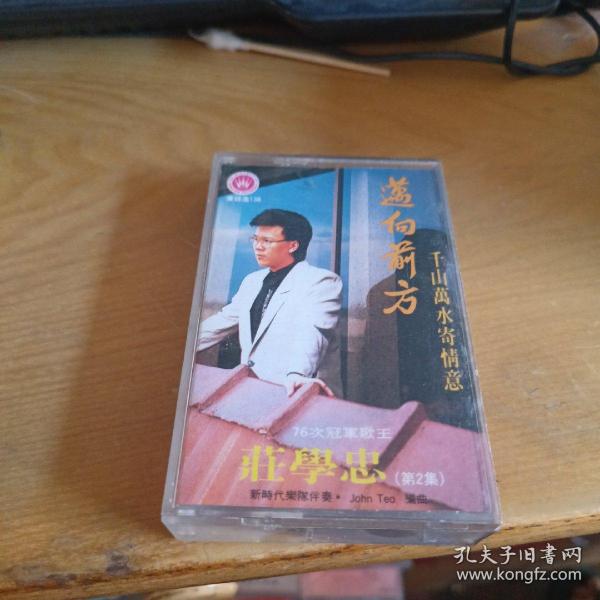 邁向前方
千山萬水寄情意
76次冠軍歌王
莊學忠(第2集)
新時代樂隊伴奏• John Teo 編曲
孔夫子旧書网
www.kongfz.com